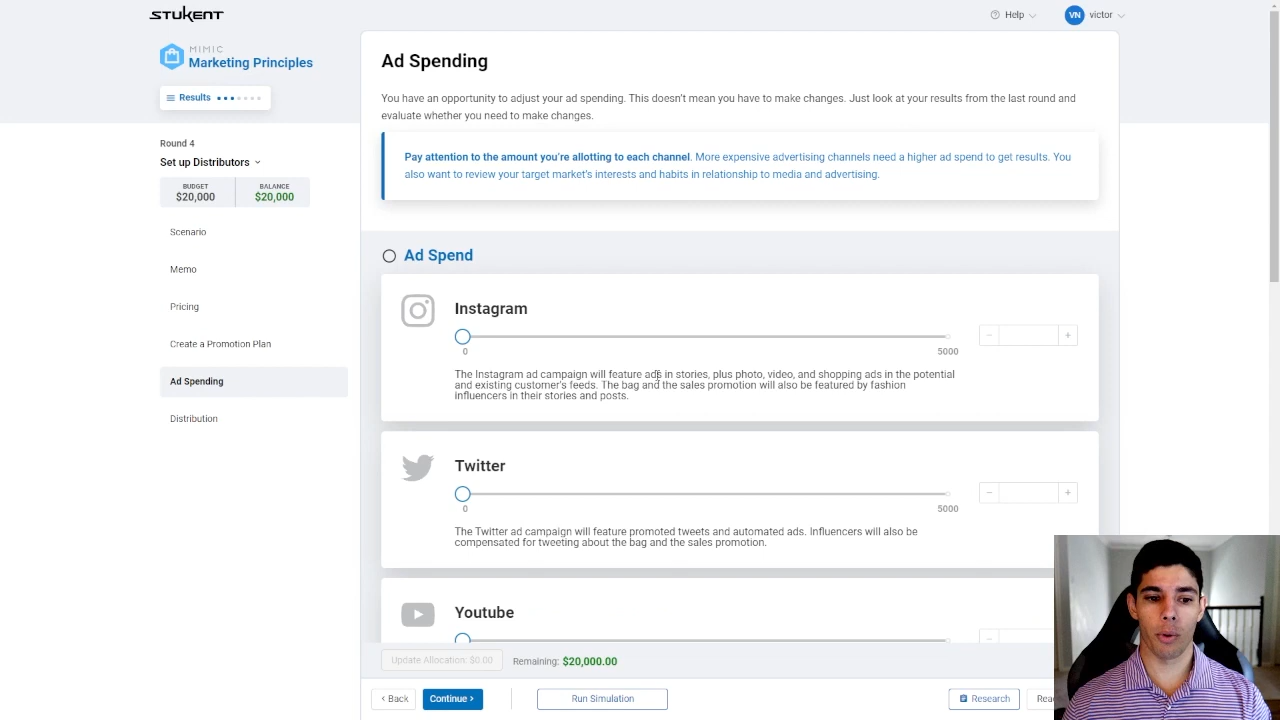 STUKENT
Help
VN
victor
MIMIC
Marketing Principles
Results
Round 4
Set up Distributors
BUDGET
$20,000
BALANCE
$20,000
Scenario
Memo
Pricing
Create a Promotion Plan
Ad Spending
Distribution
Ad Spending
You have an opportunity to adjust your ad spending. This doesn't mean you have to make changes. Just look at your results from the last round and
evaluate whether you need to make changes.
Pay attention to the amount you're allotting to each channel. More expensive advertising channels need a higher ad spend to get results. You
also want to review your target market's interests and habits in relationship to media and advertising.
Ad Spend
Instagram
0
5000
The Instagram ad campaign will feature ads in stories, plus photo, video, and shopping ads in the potential
and existing customer's feeds. The bag and the sales promotion will also be featured by fashion
influencers in their stories and posts.
Twitter
0
5000
The Twitter ad campaign will feature promoted tweets and automated ads. Influencers will also be
compensated for tweeting about the bag and the sales promotion.
Youtube
Update Allocation: $0.00
Remaining: $20,000.00
< Back
Continue >
Run Simulation
Research